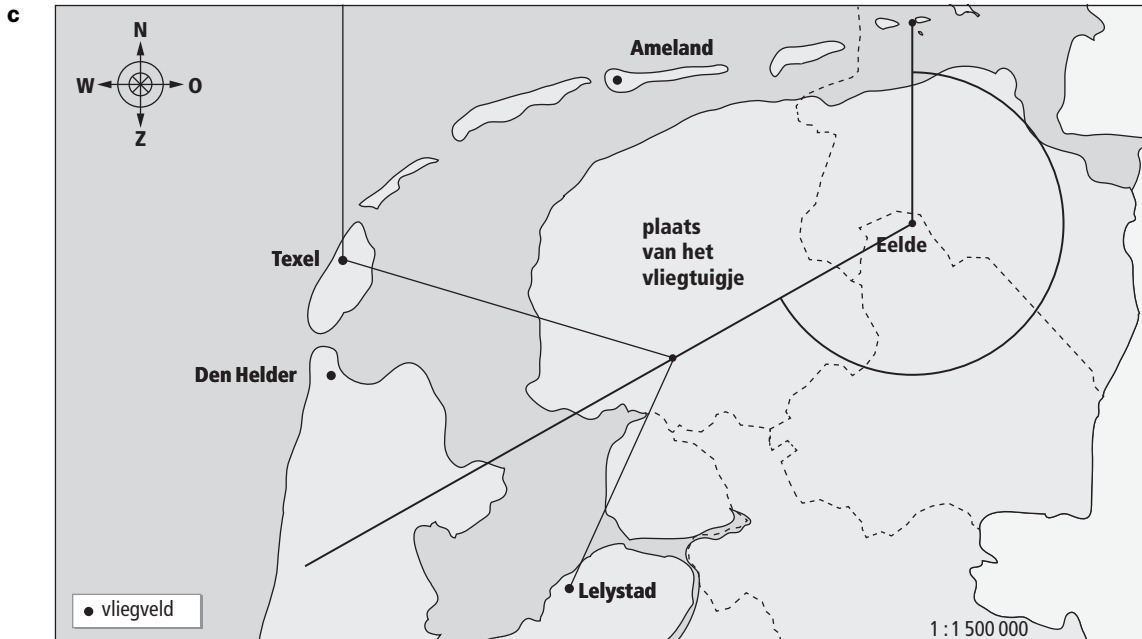 c
N
W
O
Z
Ameland
plaats
van het
vliegtuigje
Eelde
Texel
Den Helder
Lelystad
vliegveld
1 : 1 500 000